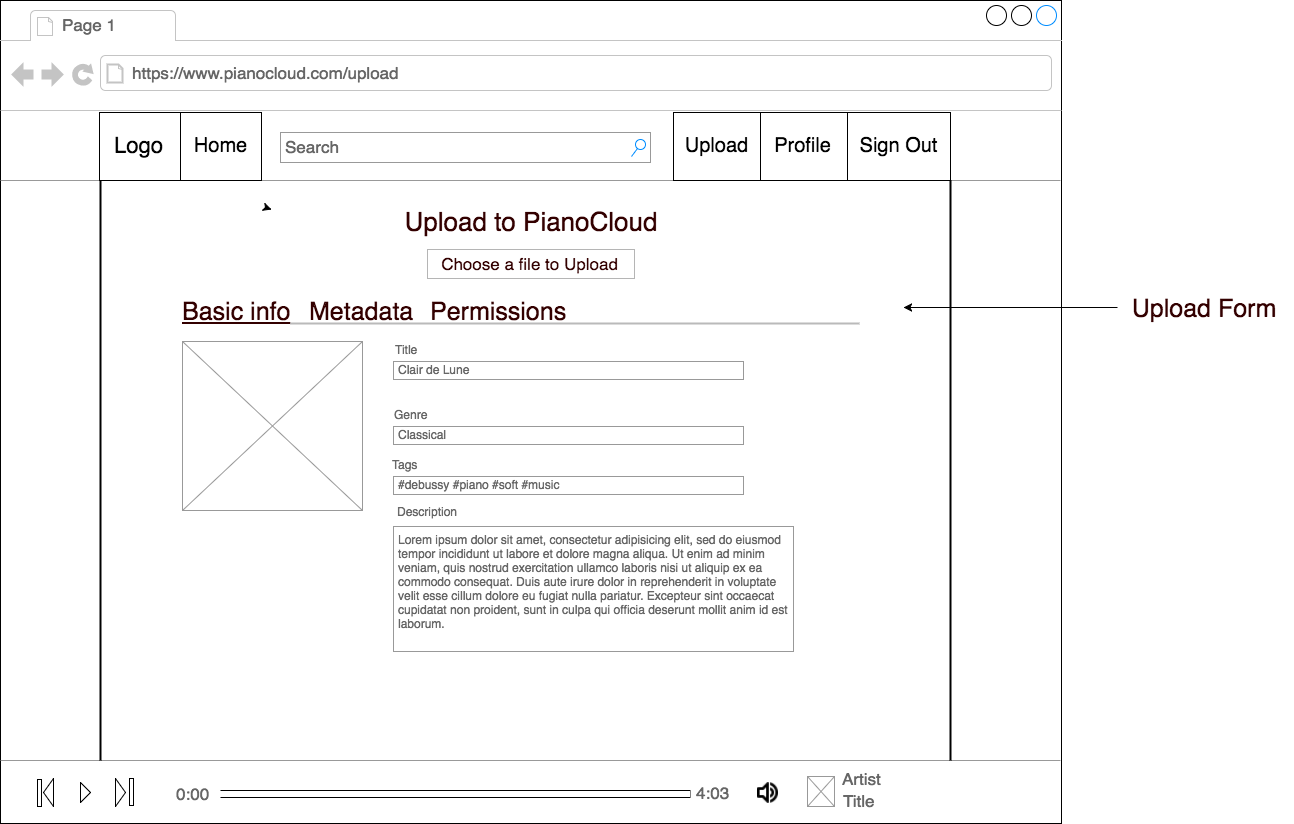 Page 1
https://www.pianocloud.com/upload
Logo
Home
Search
Upload
Profile
Sign Out
Upload to PianoCloud
Choose a file to Upload
Basic info Metadata Permissions
Upload Form
Title
Clair de Lune
Genre
Classical
Tags
#debussy #piano #soft #music
Description
Lorem ipsum dolor sit amet, consectetur adipisicing elit, sed do eiusmod
tempor incididunt ut labore et dolore magna aliqua. Ut enim ad minim
veniam, quis nostrud exercitation ullamco laboris nisi ut aliquip ex ea
commodo consequat. Duis aute irure dolor in reprehenderit in voluptate
velit esse cillum dolore eu fugiat nulla pariatur. Excepteur sint occaecat
cupidatat non proident, sunt in culpa qui officia deserunt mollit anim id est
laborum.
0:00
4:03
Artist
Title